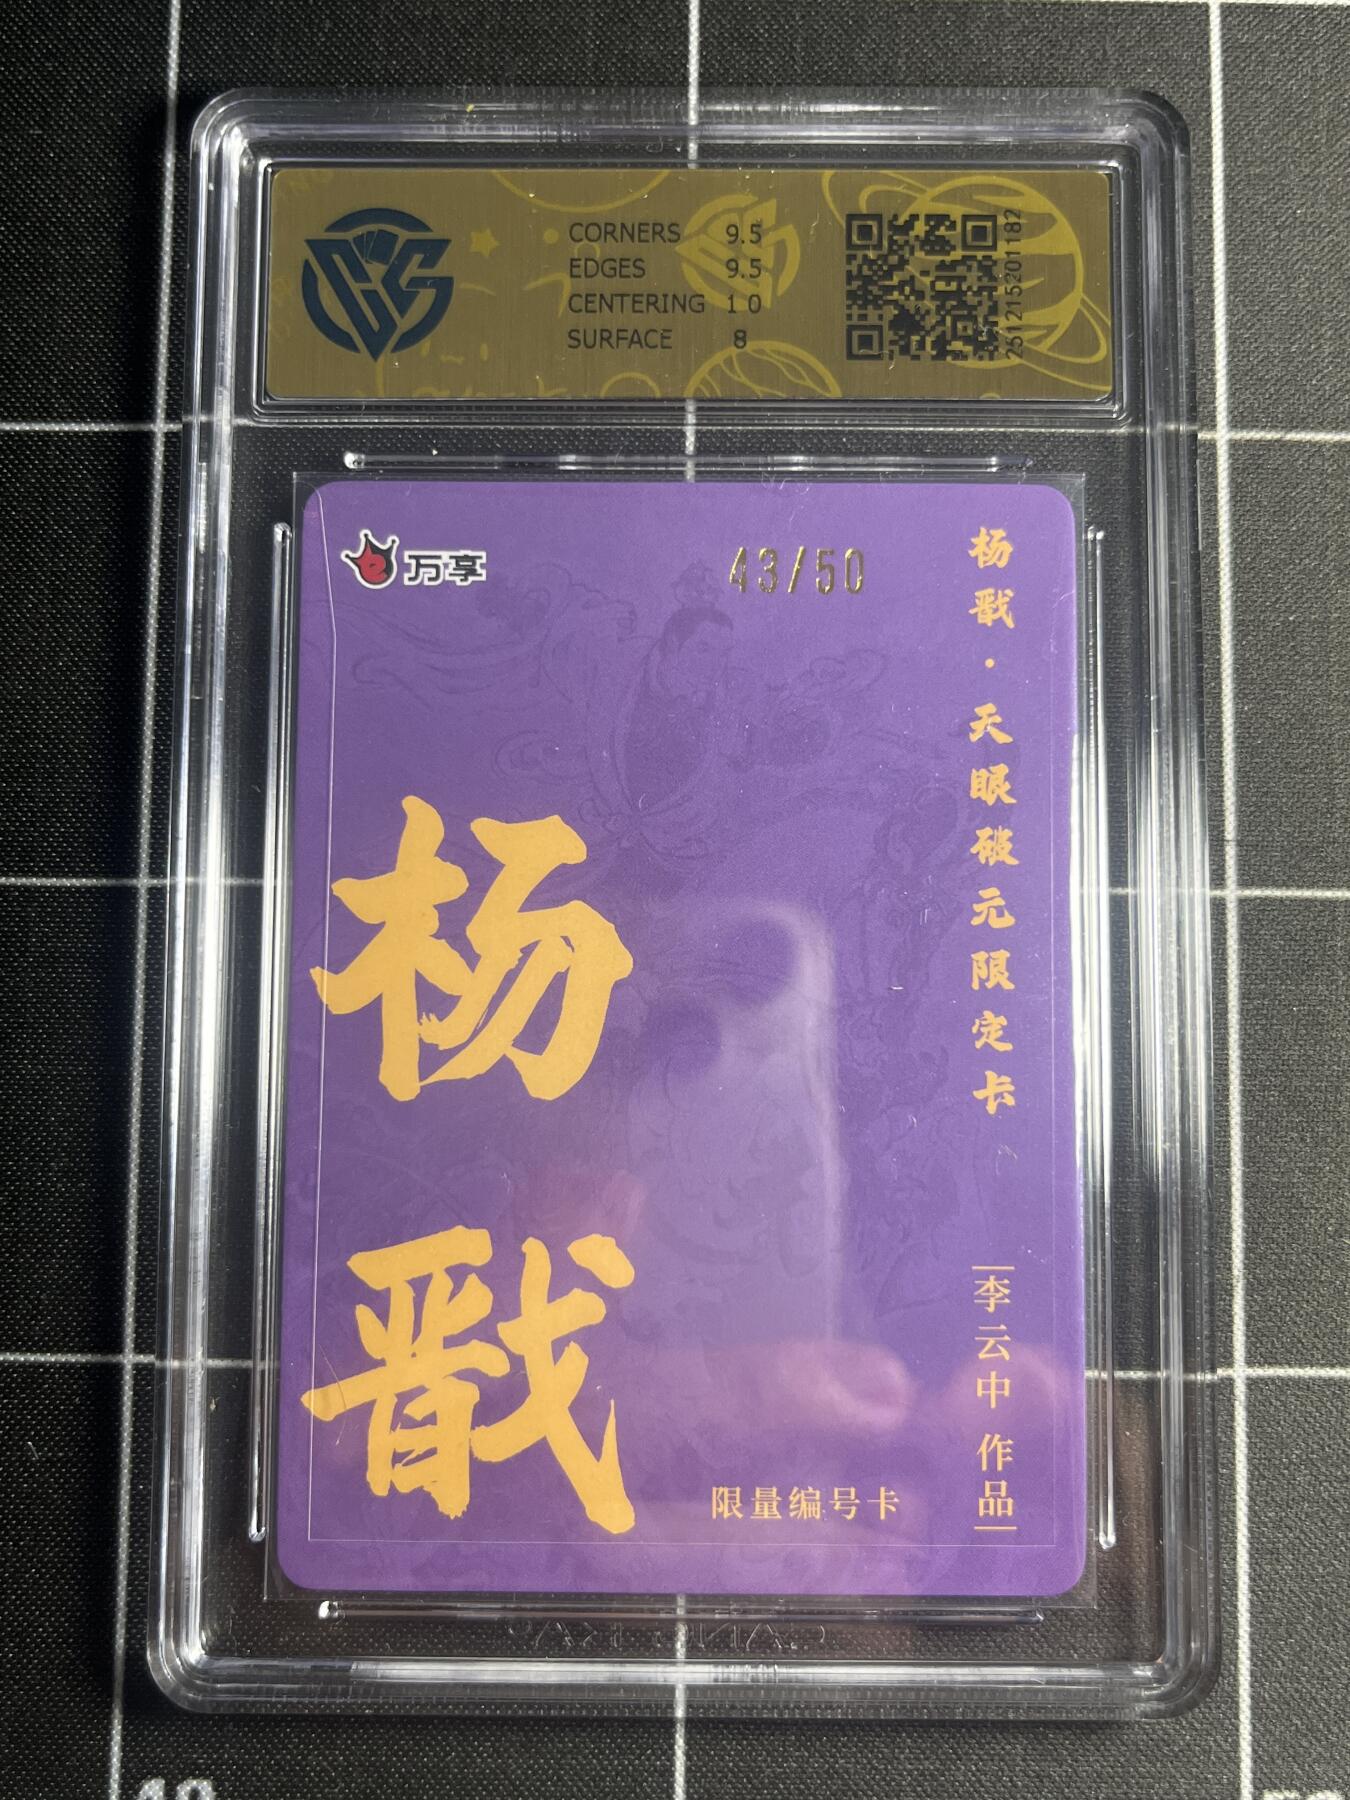 CORNERS 9.5
EDGES 9.5
CENTERING 10
SURFACE 8
251215201182
万享
43/50
杨戬·天眼破元限定卡
杨戬
李云中 作品
限量编号卡